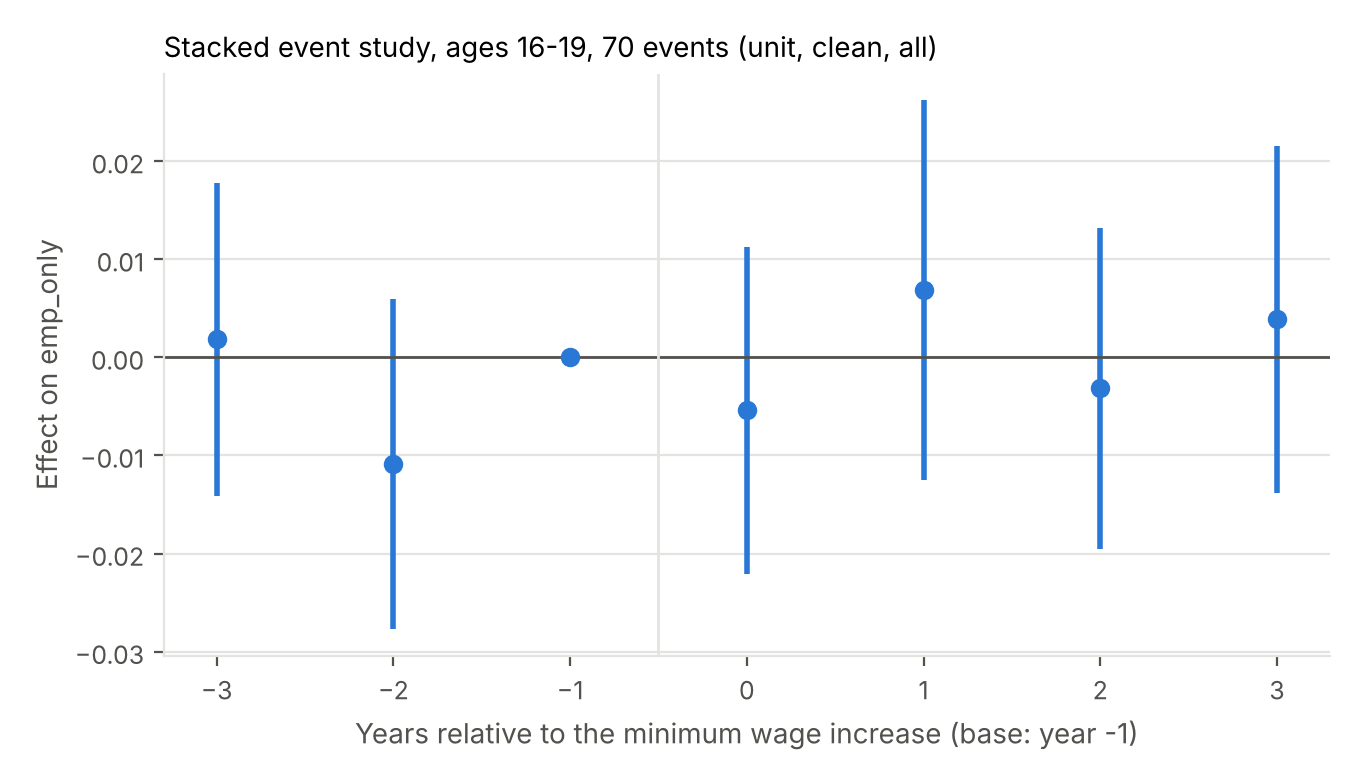 Stacked event study, ages 16-19, 70 events (unit, clean, all)
Effect on emp_only
0.02
0.01
0.00
−0.01
−0.02
−0.03
−3 −2 −1 0 1 2 3
Years relative to the minimum wage increase (base: year -1)